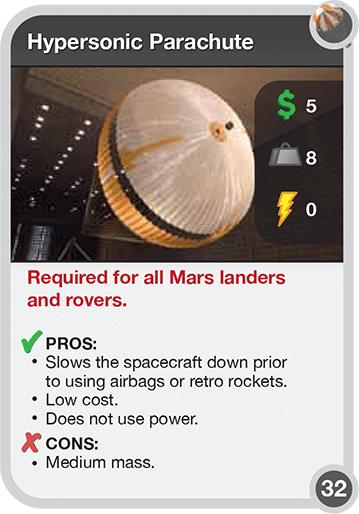 Hypersonic Parachute
5
8
0
Required for all Mars landers
and rovers.
PROS:
• Slows the spacecraft down prior
to using airbags or retro rockets.
• Low cost.
• Does not use power.
CONS:
• Medium mass.
32